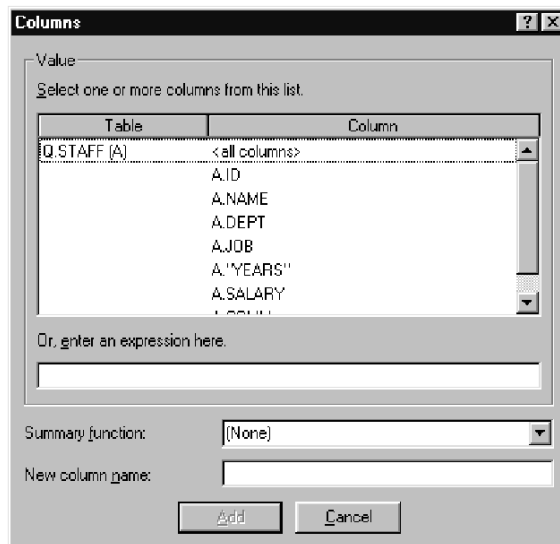 Columns
Value
Select one or more columns from this list.
Table Column
Q.STAFF (A) <all columns>
A.ID
A.NAME
A.DEPT
A.JOB
A."YEARS"
A.SALARY
Or, enter an expression here.
Summary function: (None)
New column name:
Add Cancel